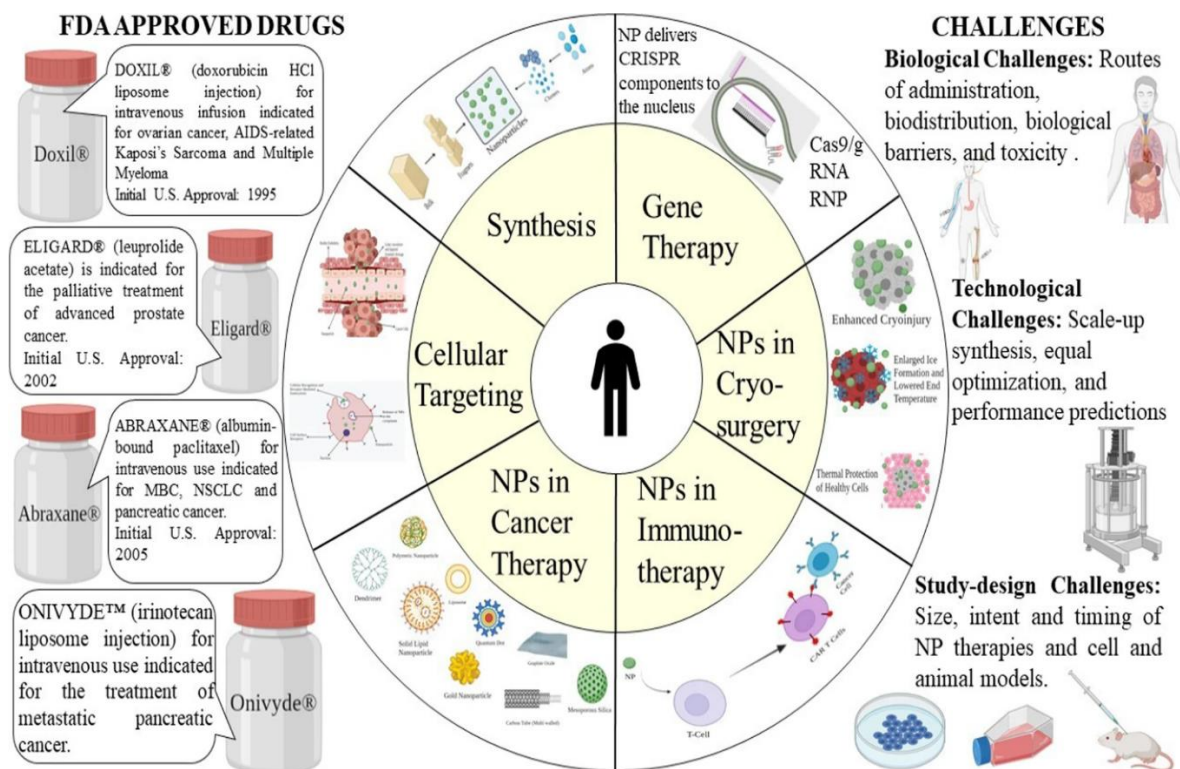 FDA APPROVED DRUGS
DOXIL® (doxorubicin HCl
liposome injection) for
intravenous infusion indicated
for ovarian cancer, AIDS-related
Kaposi's Sarcoma and Multiple
Myeloma
Initial U.S. Approval: 1995
Doxil®
ELIGARD® (leuprolide
acetate) is indicated for
the palliative treatment
of advanced prostate
cancer.
Initial U.S. Approval:
2002
Eligard®
ABRAXANE® (albumin-
bound paclitaxel) for
intravenous use indicated
for MBC, NSCLC and
pancreatic cancer.
Initial U.S. Approval:
2005
Abraxane®
ONIVYDE™ (irinotecan
liposome injection) for
intravenous use indicated
for the treatment of
metastatic pancreatic
cancer.
Onivyde®
Synthesis
Nanoparticles
Clusters
Atoms
Bulk
Gene
Therapy
NP delivers
CRISPR
components to
the nucleus
Cas9/g
RNA
RNP
NPs in
Cryo-
surgery
Enhanced Cryoinjury
Enlarged Ice
Formation and
Lowered End
Temperature
Thermal Protection
of Healthy Cells
NPs in
Immuno-
therapy
Cancer
Cell
CAR T Cells
NP
T-Cell
NPs in
Cancer
Therapy
Polymeric Nanoparticle
Dendrimer
Liposome
Solid Lipid
Nanoparticle
Quantum Dot
Graphite Oxide
Gold Nanoparticle
Carbon Tube (Multi walled)
Mesoporous Silica
Cellular
Targeting
CHALLENGES
Biological Challenges: Routes
of administration,
biodistribution, biological
barriers, and toxicity .
Technological
Challenges: Scale-up
synthesis, equal
optimization, and
performance predictions
Study-design Challenges:
Size, intent and timing of
NP therapies and cell and
animal models.